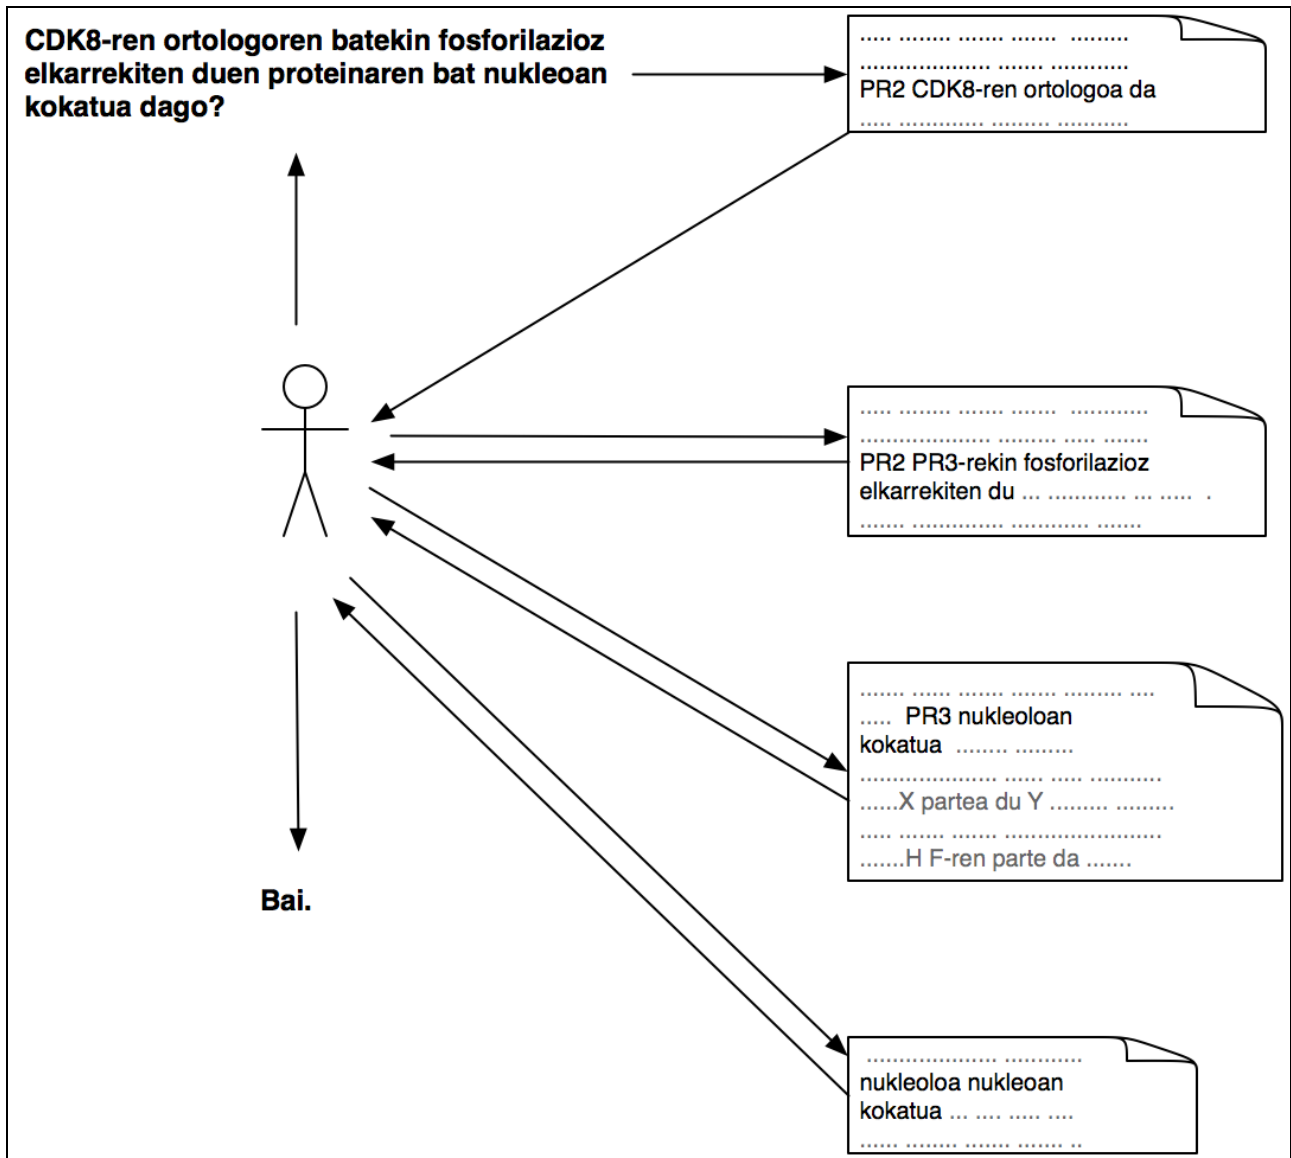 CDK8-ren ortologoren batekin fosforilazioz
elkarrekiten duen proteinaren bat nukleoan
kokatua dago?
..... ........ ....... ....... .........
................... ....... ............
PR2 CDK8-ren ortologoa da
..... ............. ......... ...........
..... ........ ....... ....... ............
..................... ......... ..... .......
PR2 PR3-rekin fosforilazioz
elkarrekiten du ... ............ ... ..... .
....... .............. ............ .......
....... ...... ....... ....... ......... ....
..... PR3 nukleoloan
kokatua ........ .........
...................... ...... ..... ...........
......X partea du Y ......... .........
..... ....... ....... .........................
.......H F-ren parte da .......
Bai.
..................... ............
nukleoloa nukleoan
kokatua ... .... ..... ....
...... ........ ....... ....... ..